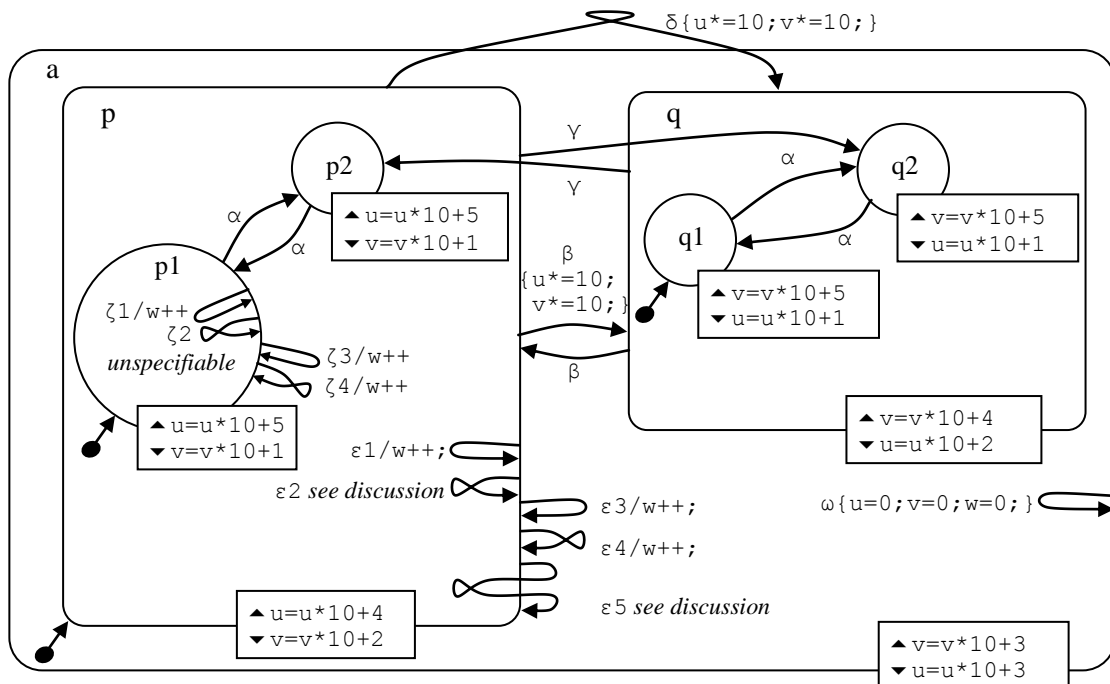 δ{u*=10;v*=10;}
a
p
q
γ
p2
α
q2
γ
▲ u=u*10+5
▼ v=v*10+1
▲ v=v*10+5
▼ u=u*10+1
α
α
q1
α
p1
β
{u*=10;
v*=10;}
▲ v=v*10+5
▼ u=u*10+1
ζ1/w++
ζ2
unspecifiable
ζ3/w++
ζ4/w++
β
▲ u=u*10+5
▼ v=v*10+1
▲ v=v*10+4
▼ u=u*10+2
ε1/w++;
ε2 see discussion
ε3/w++;
ω{u=0;v=0;w=0;}
ε4/w++;
ε5 see discussion
▲ u=u*10+4
▼ v=v*10+2
▲ v=v*10+3
▼ u=u*10+3